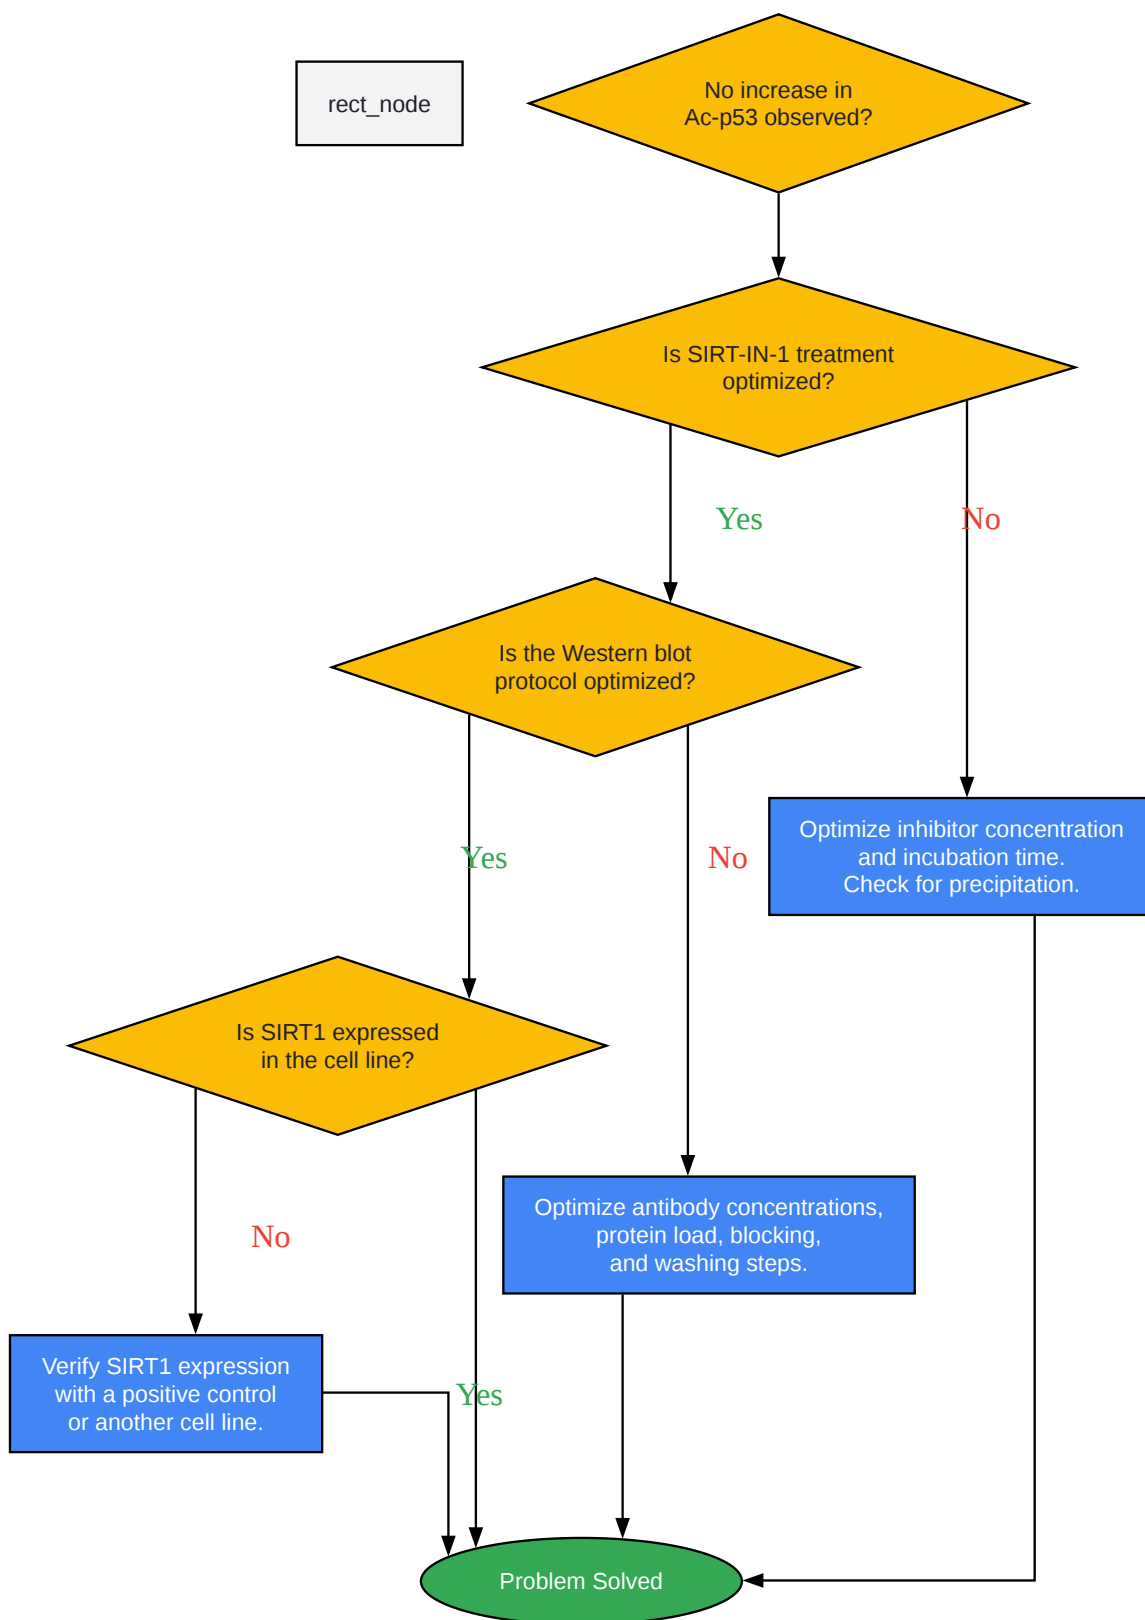 rect_node
No increase in
Ac-p53 observed?
Is SIRT-IN-1 treatment
optimized?
Yes
No
Is the Western blot
protocol optimized?
Optimize inhibitor concentration
and incubation time.
Check for precipitation.
Yes
No
Is SIRT1 expressed
in the cell line?
Optimize antibody concentrations,
protein load, blocking,
and washing steps.
No
Verify SIRT1 expression
with a positive control
or another cell line.
Yes
Problem Solved